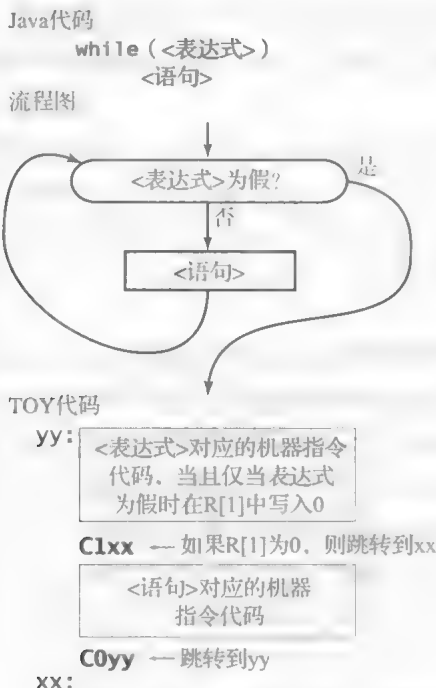 Java代码
while (<表达式>)
<语句>
流程图
<表达式>为假?
是
否
<语句>
TOY代码
yy:
<表达式>对应的机器指令
代码、当且仅当表达式
为假时在R[1]中写入0
C1xx ← 如果R[1]为0、则跳转到xx
<语句>对应的机器
指令代码
C0yy ← 跳转到yy
xx: